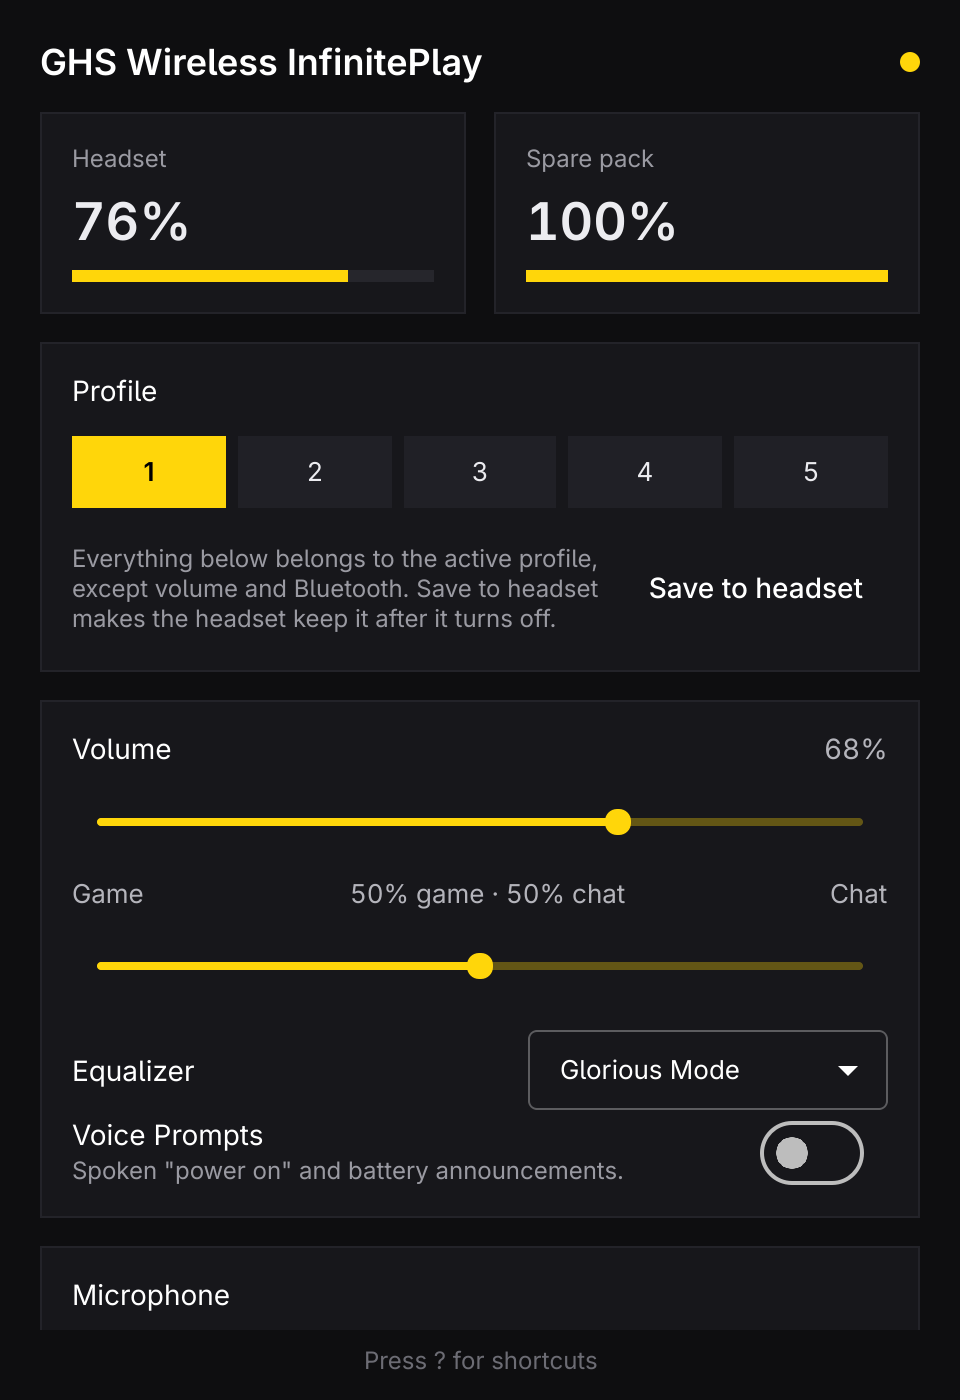 GHS Wireless InfinitePlay
Headset
76%
Spare pack
100%
Profile
1
2
3
4
5
Everything below belongs to the active profile,
except volume and Bluetooth. Save to headset
makes the headset keep it after it turns off.
Save to headset
Volume
68%
Game
50% game · 50% chat
Chat
Equalizer
Glorious Mode
Voice Prompts
Spoken "power on" and battery announcements.
Microphone
Press ? for shortcuts